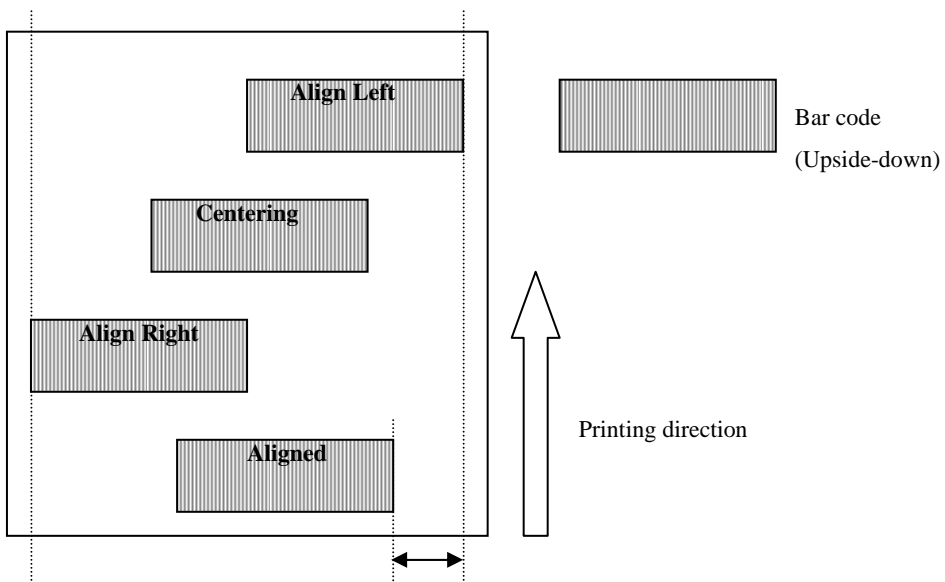 Align Left
Bar code
(Upside-down)
Centering
Align Right
Printing direction
Aligned